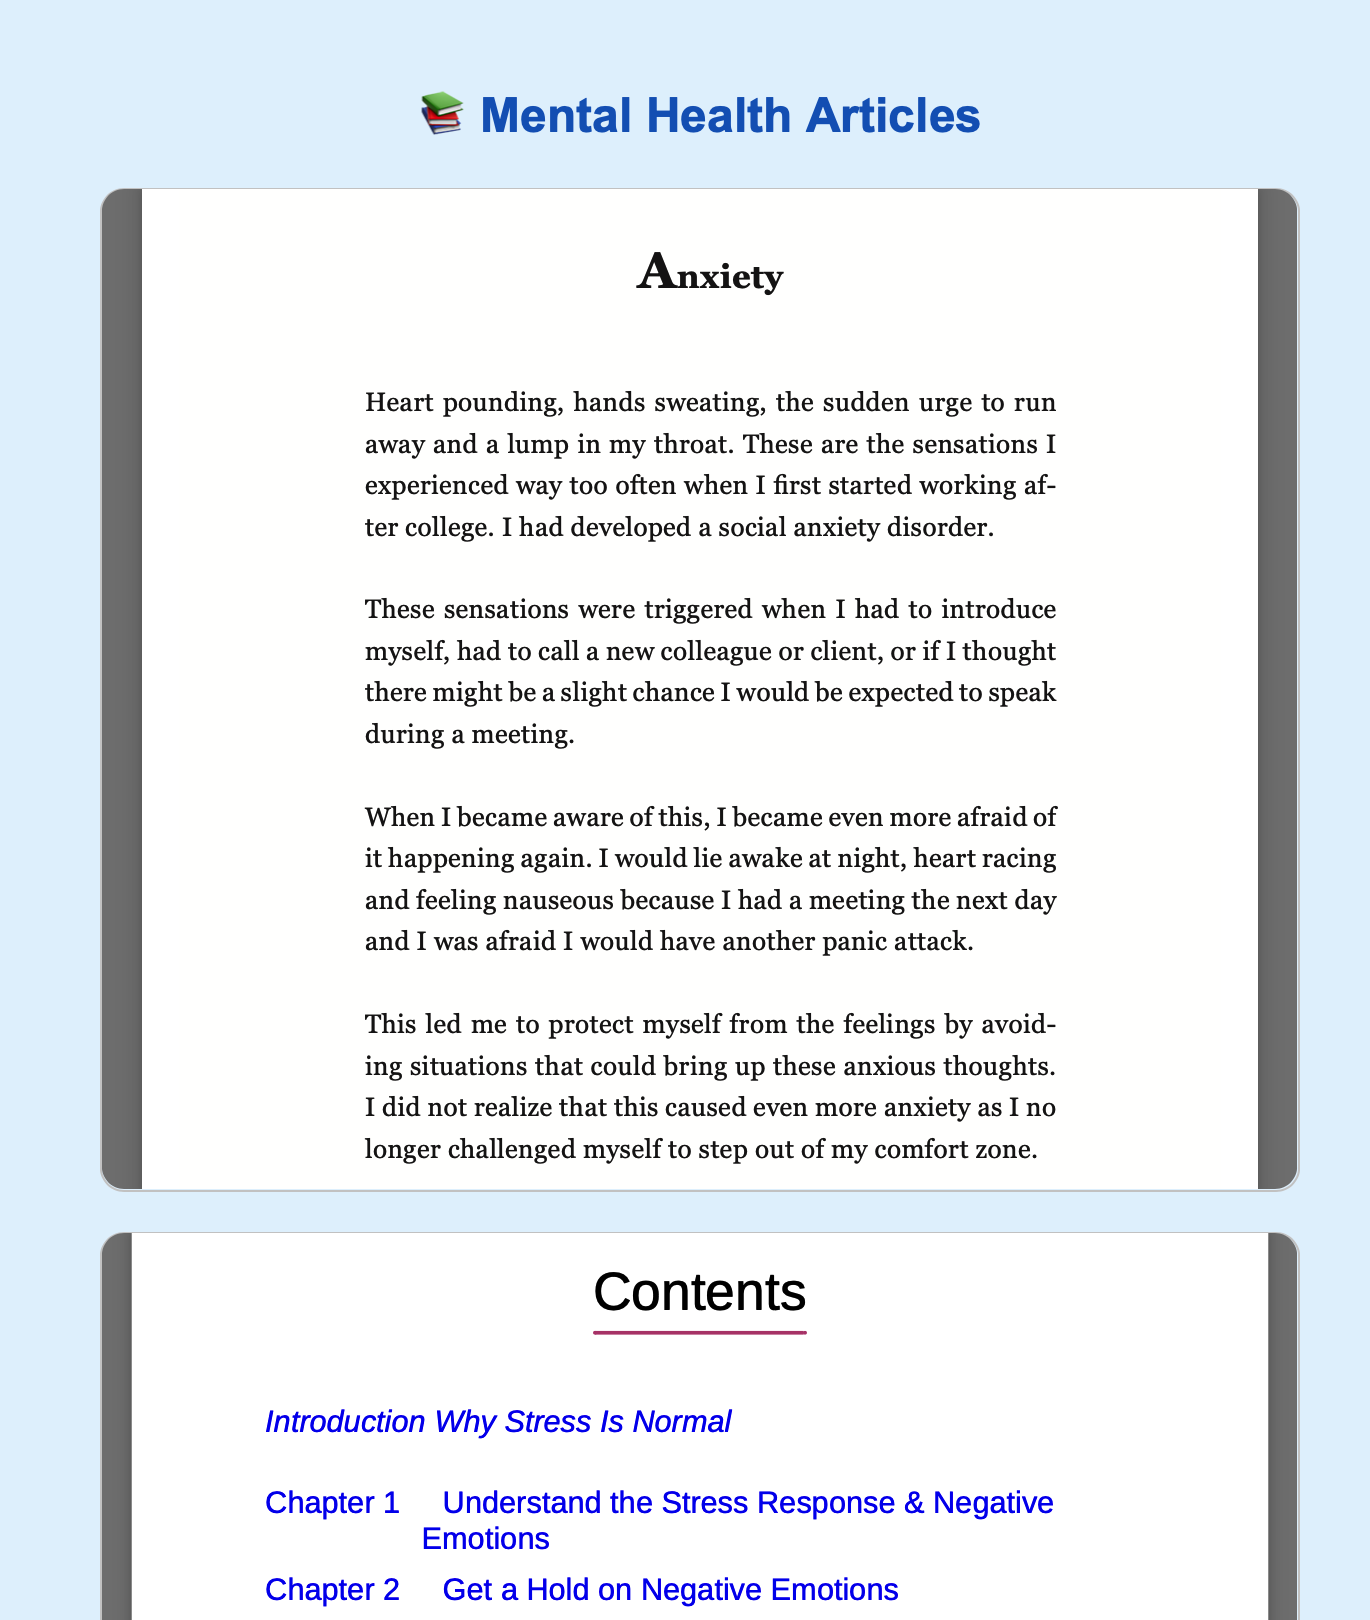 📚 Mental Health Articles
Anxiety
Heart pounding, hands sweating, the sudden urge to run
away and a lump in my throat. These are the sensations I
experienced way too often when I first started working af-
ter college. I had developed a social anxiety disorder.
These sensations were triggered when I had to introduce
myself, had to call a new colleague or client, or if I thought
there might be a slight chance I would be expected to speak
during a meeting.
When I became aware of this, I became even more afraid of
it happening again. I would lie awake at night, heart racing
and feeling nauseous because I had a meeting the next day
and I was afraid I would have another panic attack.
This led me to protect myself from the feelings by avoid-
ing situations that could bring up these anxious thoughts.
I did not realize that this caused even more anxiety as I no
longer challenged myself to step out of my comfort zone.
Contents
Introduction Why Stress Is Normal
Chapter 1 Understand the Stress Response & Negative
Emotions
Chapter 2 Get a Hold on Negative Emotions